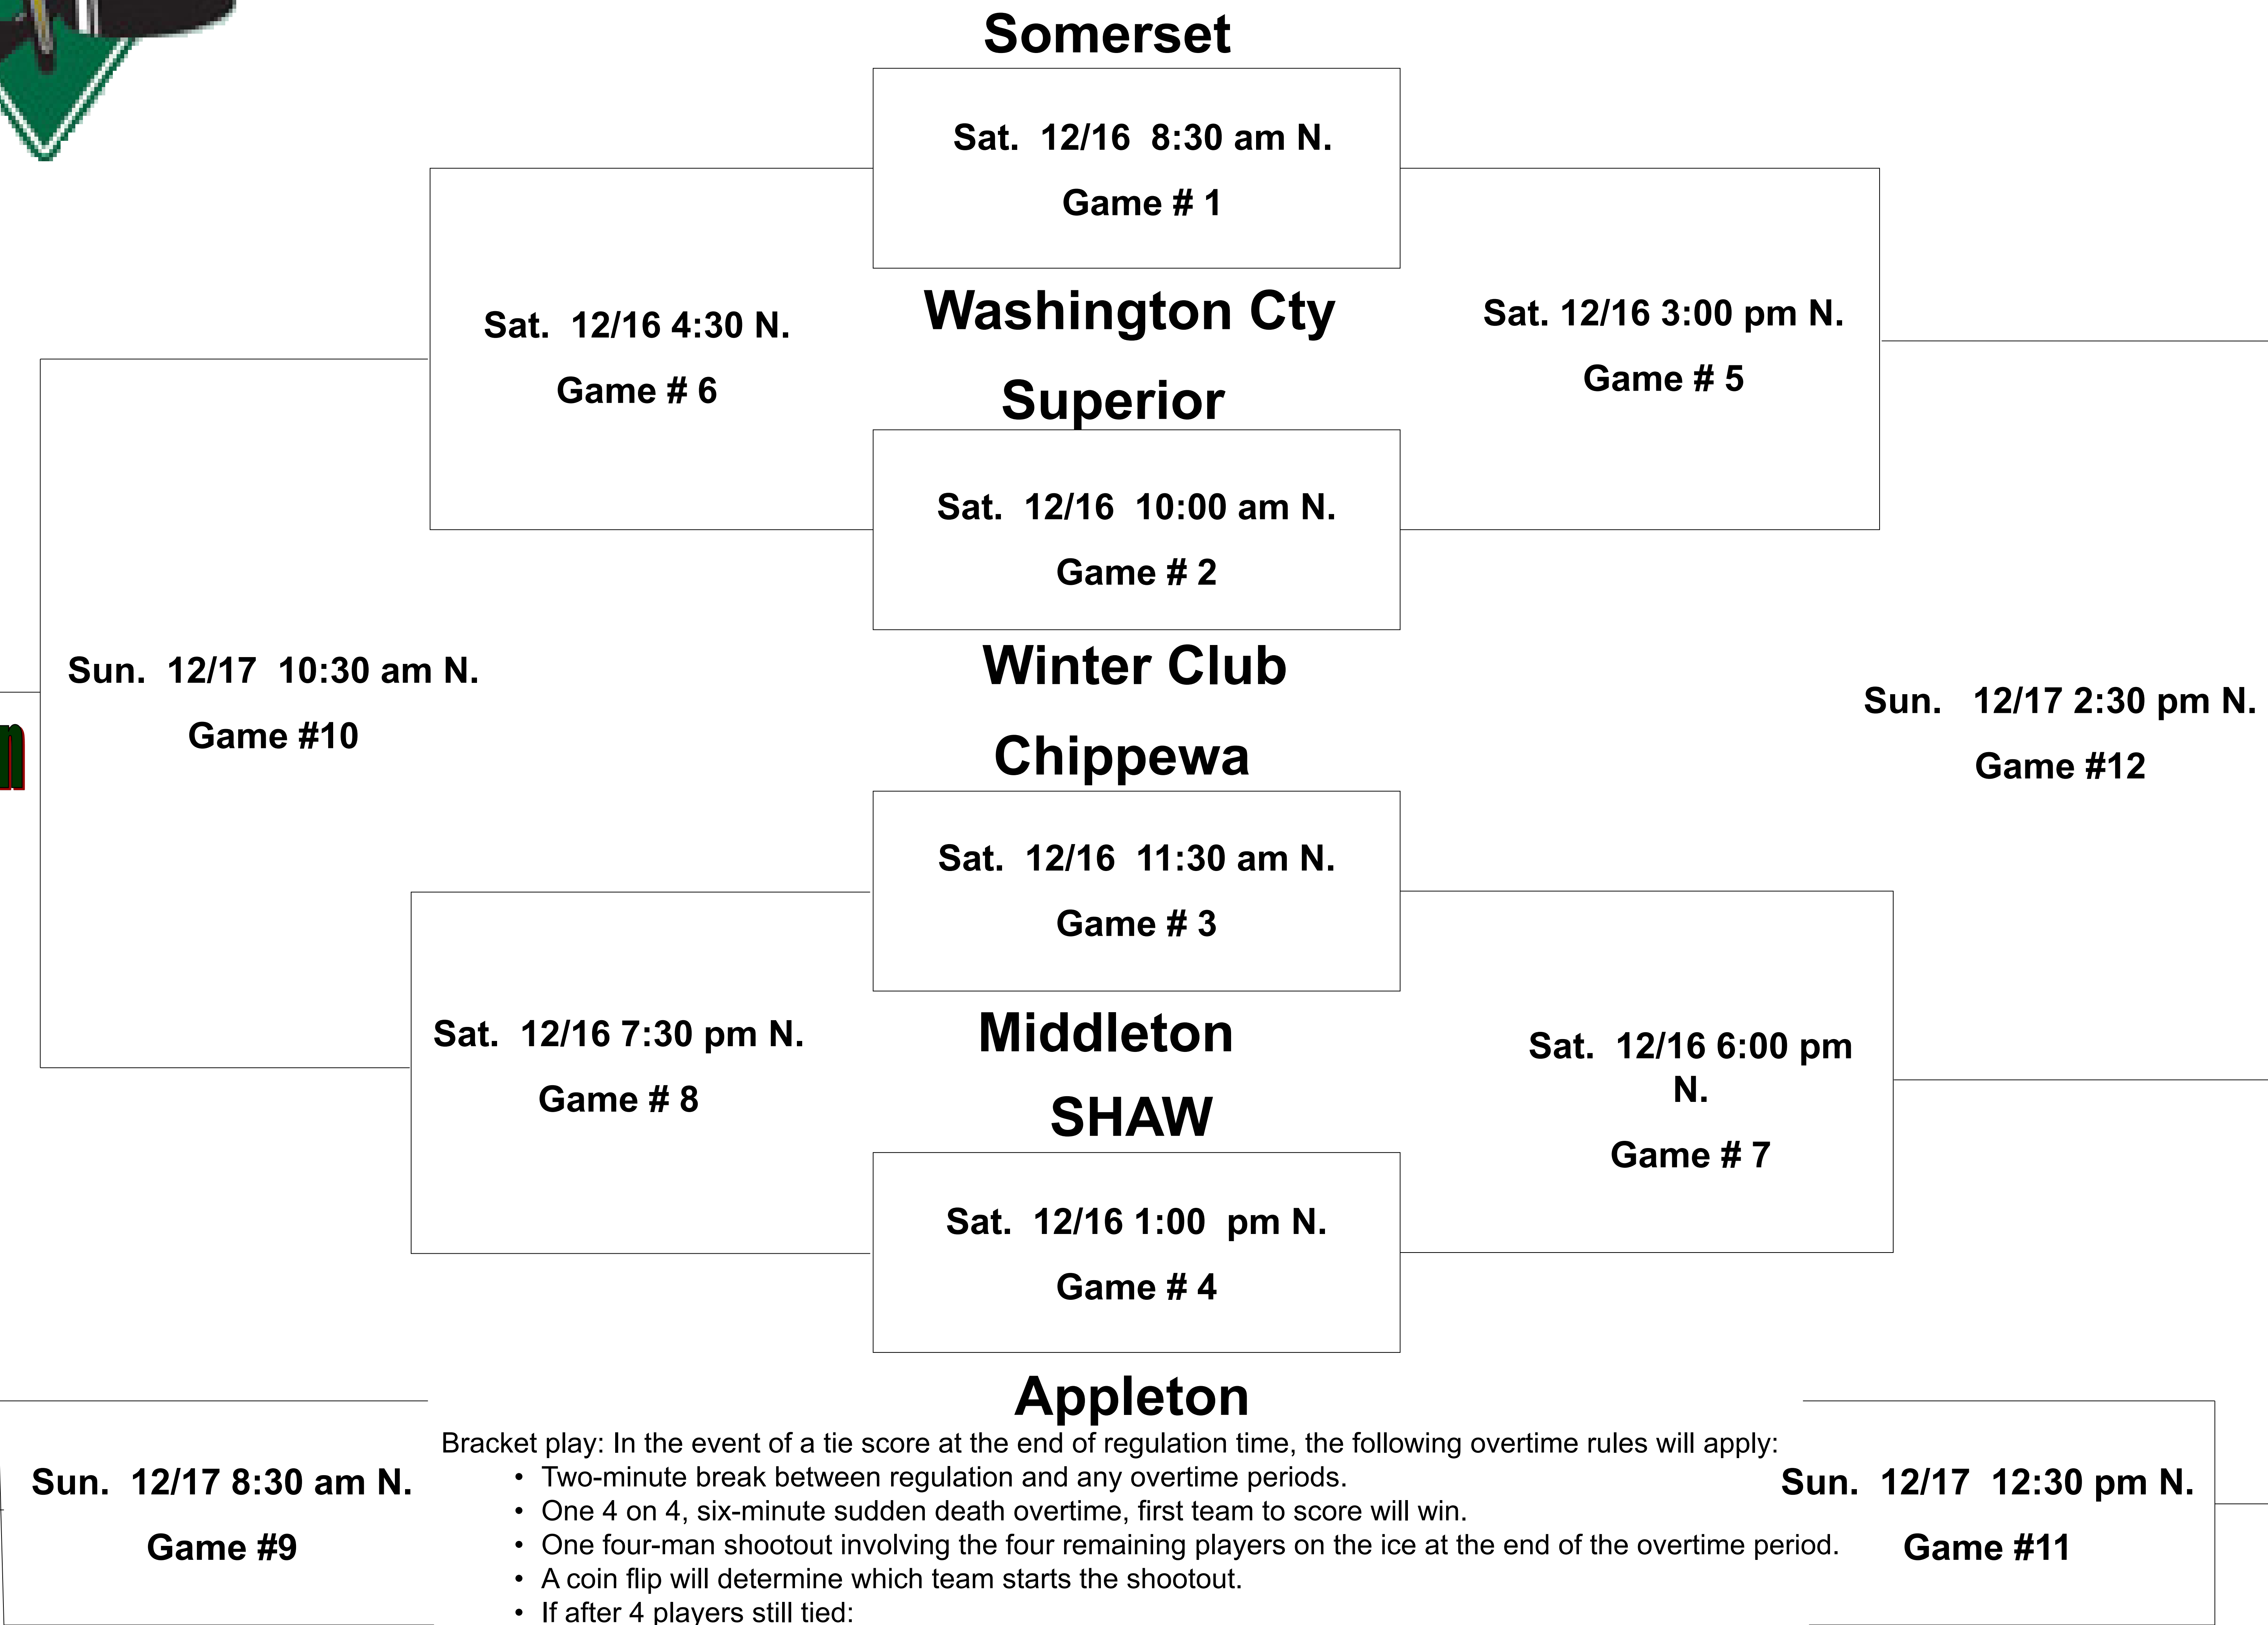 Somerset
Sat. 12/16 8:30 am N.
Game # 1
Washington Cty
Sat. 12/16 4:30 N.
Game # 6
Sat. 12/16 3:00 pm N.
Game # 5
Superior
Sat. 12/16 10:00 am N.
Game # 2
Winter Club
Sun. 12/17 10:30 am N.
Game #10
Sun. 12/17 2:30 pm N.
Game #12
n
Chippewa
Sat. 12/16 11:30 am N.
Game # 3
Middleton
Sat. 12/16 7:30 pm N.
Game # 8
Sat. 12/16 6:00 pm
N.
Game # 7
SHAW
Sat. 12/16 1:00 pm N.
Game # 4
Appleton
Sun. 12/17 8:30 am N.
Game #9
Bracket play: In the event of a tie score at the end of regulation time, the following overtime rules will apply:
• Two-minute break between regulation and any overtime periods.
• One 4 on 4, six-minute sudden death overtime, first team to score will win.
• One four-man shootout involving the four remaining players on the ice at the end of the overtime period.
• A coin flip will determine which team starts the shootout.
• If after 4 players still tied:
Sun. 12/17 12:30 pm N.
Game #11